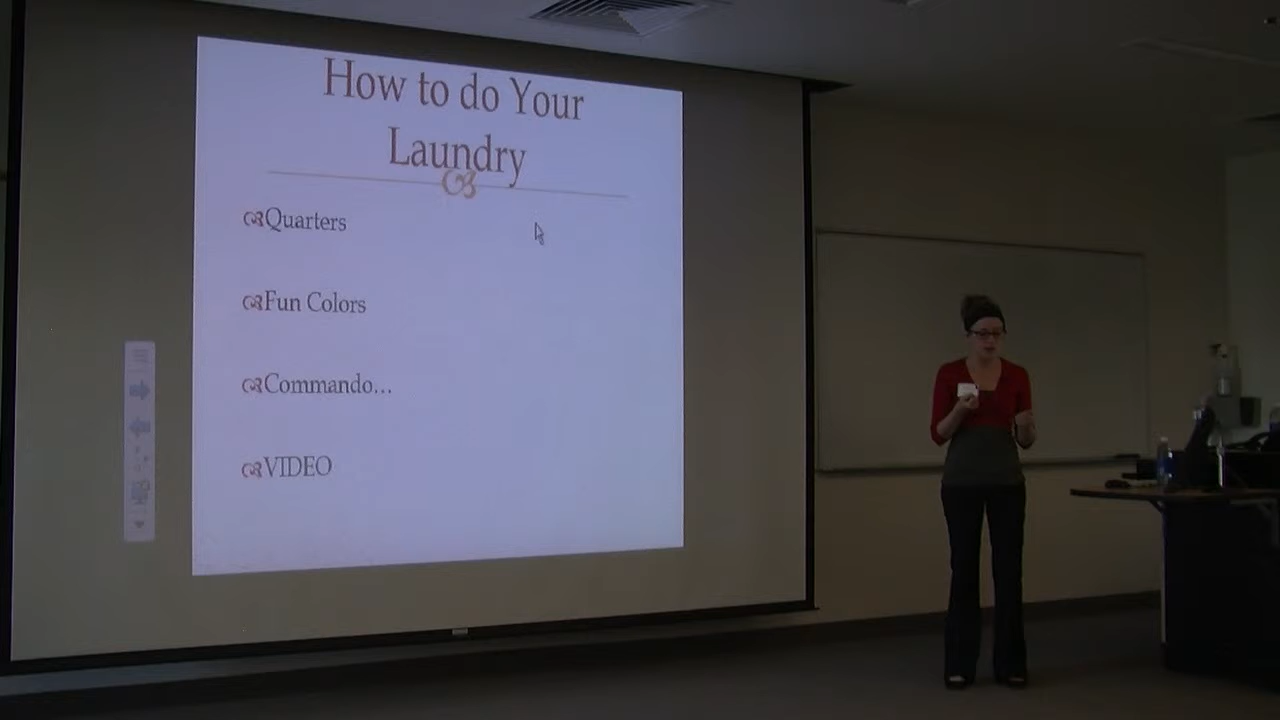 How to do Your
Laundry
Quarters
Fun Colors
Commando...
VIDEO